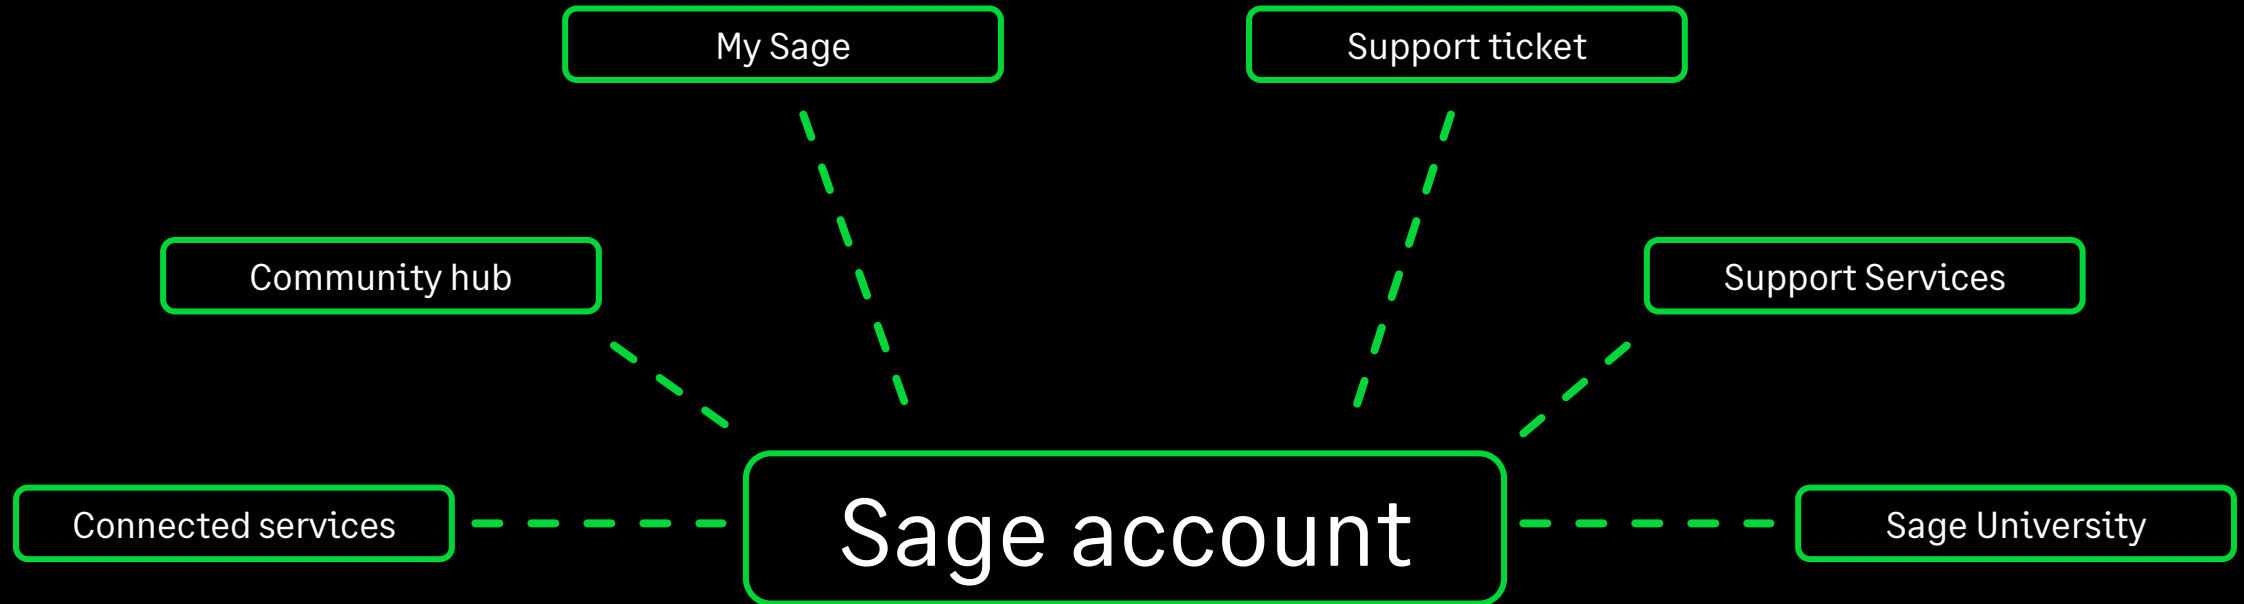 My Sage
Support ticket
Community hub
Support Services
Connected services
Sage account
Sage University